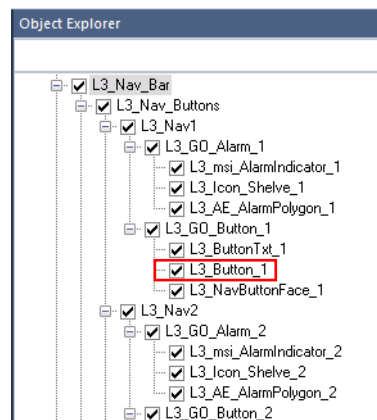 Object Explorer
L3_Nav_Bar
L3_Nav_Buttons
L3_Nav1
L3_GO_Alarm_1
L3_msi_AlarmIndicator_1
L3_Icon_Shelve_1
L3_AE_AlarmPolygon_1
L3_GO_Button_1
L3_ButtonTxt_1
L3_Button_1
L3_NavButtonFace_1
L3_Nav2
L3_GO_Alarm_2
L3_msi_AlarmIndicator_2
L3_Icon_Shelve_2
L3_AE_AlarmPolygon_2
L3_GO_Button_2